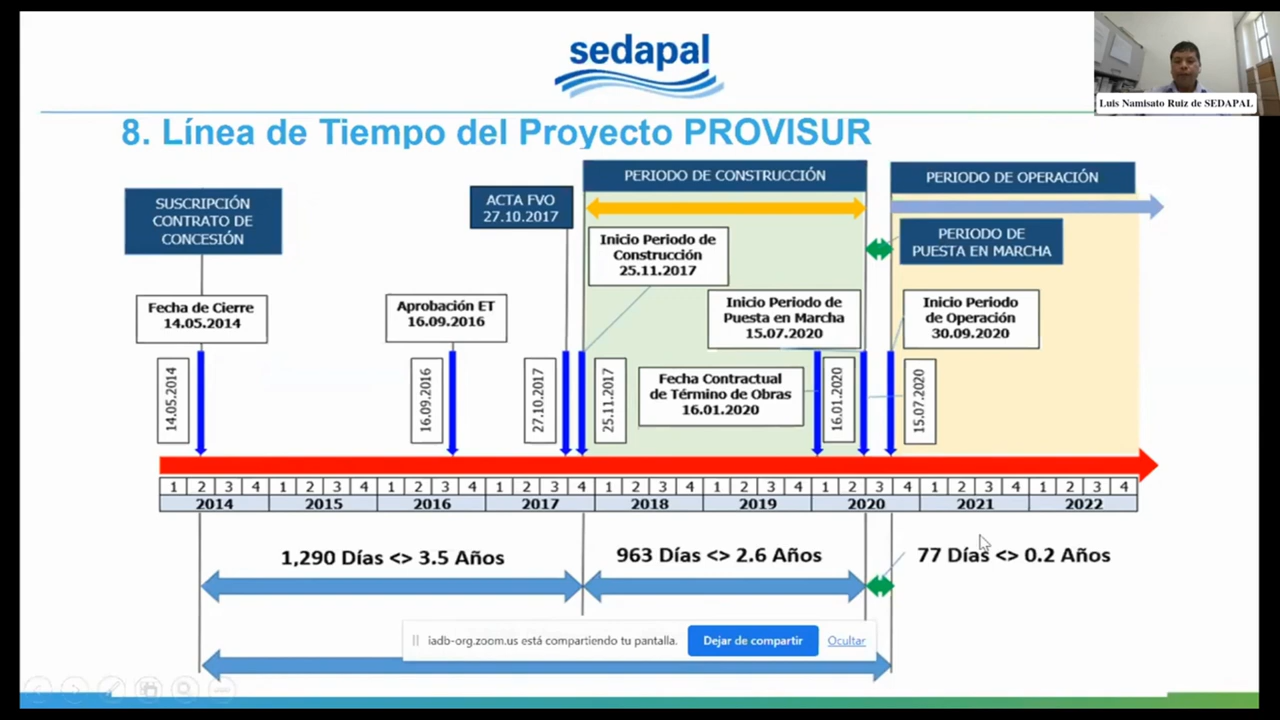 sedapal
Luis Namisato Ruiz de SEDAPAL
8. Línea de Tiempo del Proyecto PROVISUR
SUSCRIPCIÓN
CONTRATO DE
CONCESIÓN
ACTA FVO
27.10.2017
PERIODO DE CONSTRUCCIÓN
PERIODO DE OPERACIÓN
PERIODO DE
PUESTA EN MARCHA
Inicio Periodo de
Construcción
25.11.2017
Fecha de Cierre
14.05.2014
Aprobación ET
16.09.2016
Inicio Periodo de
Puesta en Marcha
15.07.2020
Inicio Periodo
de Operación
30.09.2020
Fecha Contractual
de Término de Obras
16.01.2020
14.05.2014
16.09.2016
27.10.2017
25.11.2017
16.01.2020
15.07.2020
1 2 3 4 1 2 3 4 1 2 3 4 1 2 3 4 1 2 3 4 1 2 3 4 1 2 3 4 1 2 3 4 1 2 3 4
2014 2015 2016 2017 2018 2019 2020 2021 2022
1,290 Días <> 3.5 Años
963 Días <> 2.6 Años
77 Días <> 0.2 Años
iadb-org.zoom.us está compartiendo tu pantalla.
Dejar de compartir
Ocultar